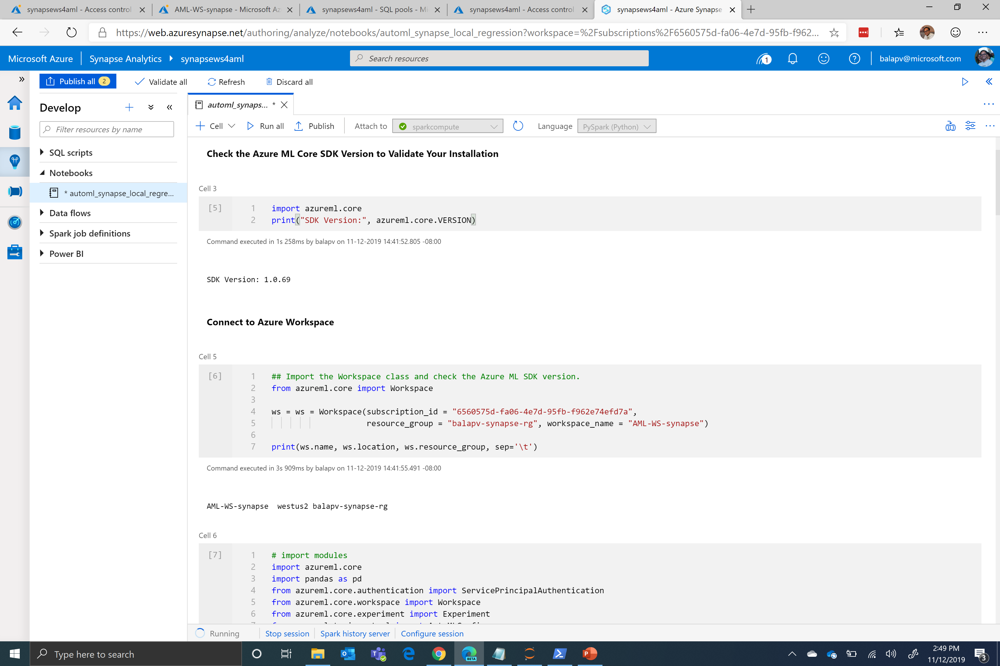 synapsews4aml - Access control
AML-WS-synapse - Microsoft Az
synapsews4aml - SQL pools - Mi
synapsews4aml - Access control
synapsews4aml - Azure Synapse
https://web.azuresynapse.net/authoring/analyze/notebooks/automl_synapse_local_regression?workspace=%2Fsubscriptions%2F6560575d-fa06-4e7d-95fb-f962...
Microsoft Azure
Synapse Analytics
synapsews4aml
Search resources
1
balapv@microsoft.com
Publish all 2
Validate all
Refresh
Discard all
Develop
automl_synaps... *
Filter resources by name
Cell
Run all
Publish
Attach to
sparkcompute
Language
PySpark (Python)
SQL scripts
Notebooks
* automl_synapse_local_regre...
Data flows
Spark job definitions
Power BI
Check the Azure ML Core SDK Version to Validate Your Installation
Cell 3
[5]
1 import azureml.core
2 print("SDK Version:", azureml.core.VERSION)
Command executed in 1s 258ms by balapv on 11-12-2019 14:41:52.805 -08:00
SDK Version: 1.0.69
Connect to Azure Workspace
Cell 5
[6]
1 ## Import the Workspace class and check the Azure ML SDK version.
2 from azureml.core import Workspace
3
4 ws = ws = Workspace(subscription_id = "6560575d-fa06-4e7d-95fb-f962e74efd7a",
5 resource_group = "balapv-synapse-rg", workspace_name = "AML-WS-synapse")
6
7 print(ws.name, ws.location, ws.resource_group, sep='\t')
Command executed in 3s 909ms by balapv on 11-12-2019 14:41:55.491 -08:00
AML-WS-synapse westus2 balapv-synapse-rg
Cell 6
[7]
1 # import modules
2 import azureml.core
3 import pandas as pd
4 from azureml.core.authentication import ServicePrincipalAuthentication
5 from azureml.core.workspace import Workspace
6 from azureml.core.experiment import Experiment
Running
Stop session
Spark history server
Configure session
Type here to search
BETA
2:49 PM
11/12/2019
3